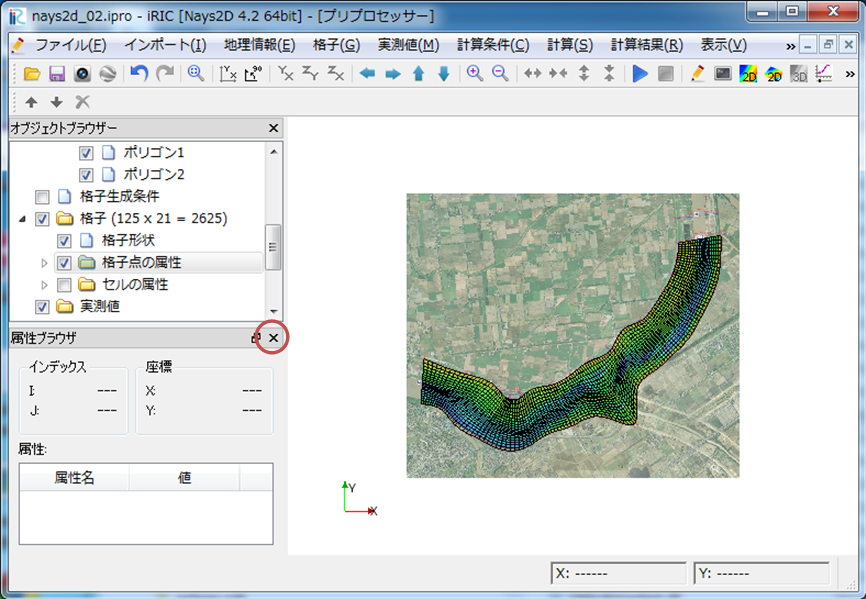 nays2d_02.ipro - iRIC [Nays2D 4.2 64bit] - [プリプロセッサー]
ファイル(F) インポート(I) 地理情報(E) 格子(G) 実測値(M) 計算条件(C) 計算(S) 計算結果(R) 表示(V) »
オブジェクトブラウザー
ポリゴン1
ポリゴン2
格子生成条件
格子 (125 x 21 = 2625)
格子形状
格子点の属性
セルの属性
実測値
属性ブラウザ
インデックス 座標
I: --- X: ---
J: --- Y: ---
属性:
属性名 値
Y
X
X: ------ Y: ------